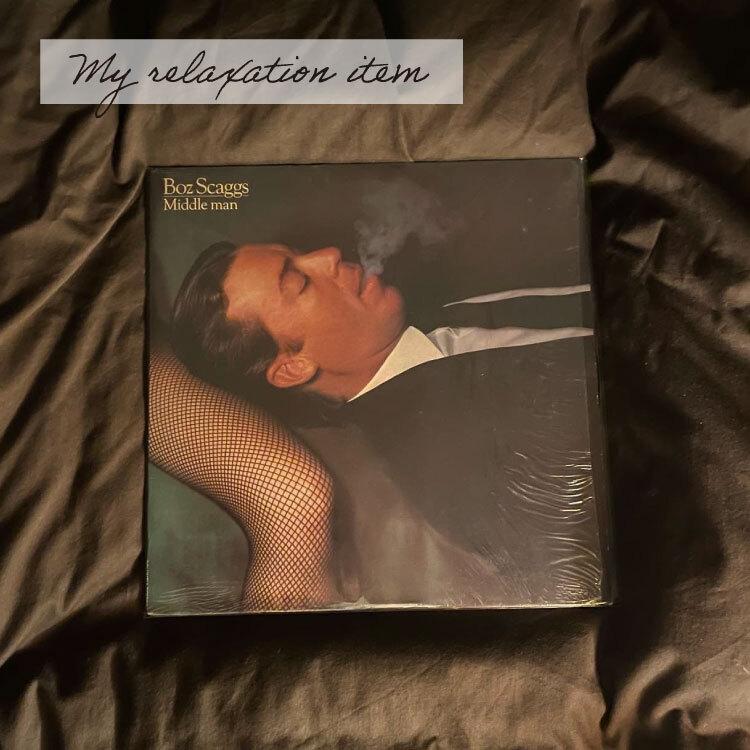 My relaxation item
Boz Scaggs
Middle man